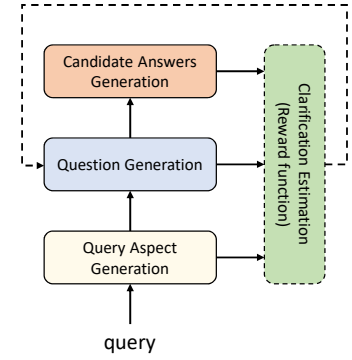 Candidate Answers
Generation
Question Generation
Query Aspect
Generation
query
Clarification Estimation
(Reward function)